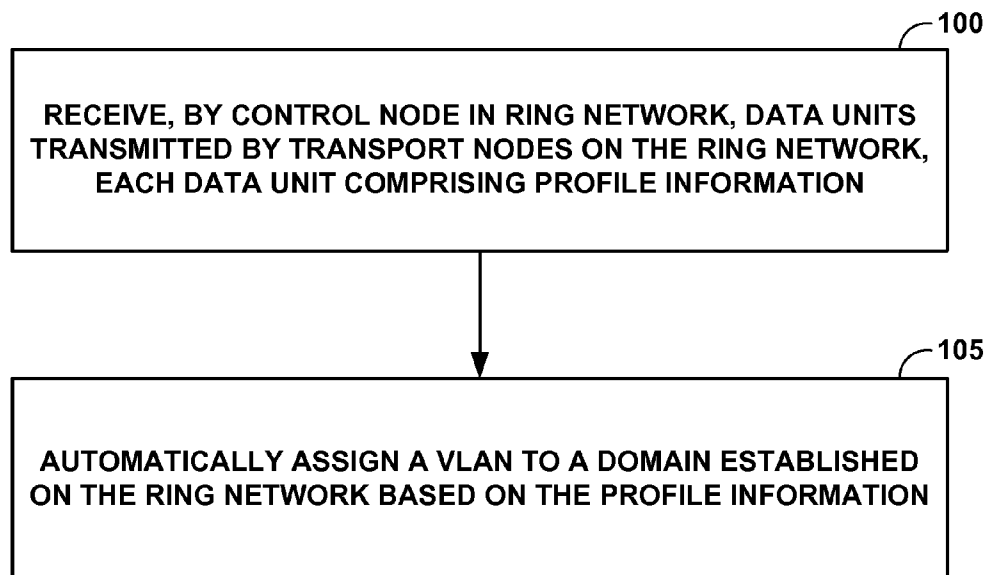 100
RECEIVE, BY CONTROL NODE IN RING NETWORK, DATA UNITS
TRANSMITTED BY TRANSPORT NODES ON THE RING NETWORK,
EACH DATA UNIT COMPRISING PROFILE INFORMATION
105
AUTOMATICALLY ASSIGN A VLAN TO A DOMAIN ESTABLISHED
ON THE RING NETWORK BASED ON THE PROFILE INFORMATION